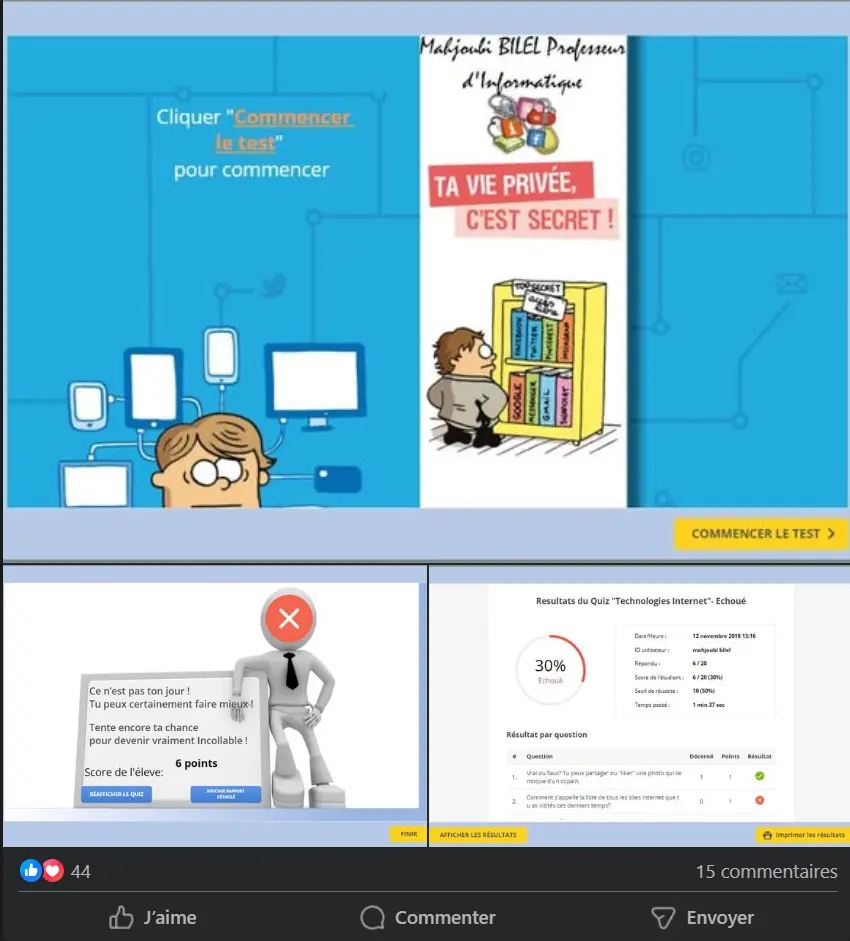 Mahjoubi BILEL Professeur
d'Informatique
Cliquer "Commencer
le test"
pour commencer
TA VIE PRIVÉE,
C'EST SECRET !
TOP SECRET
accès
libre
FACEBOOK
TWITTER
PINTEREST
INSTAGRAM
GOOGLE
MESSENGER
GMAIL
SNAPCHAT
COMMENCER LE TEST
Ce n'est pas ton jour !
Tu peux certainement faire mieux !
Tente encore ta chance
pour devenir vraiment Incollable !
6 points
Score de l'éleve:
RÉAFFICHER LE QUIZ
AFFICHER RAPPORT
DÉTAILLÉ
FINIR
Resultats du Quiz "Technologies Internet"- Echoué
30%
Echoué
Date/Heure : 12 novembre 2018 13:16
ID utilisateur : mahjoubi bilel
Répondu : 6 / 20
Score de l'étudiant : 6 / 20 (30%)
Seuil de réussite : 10 (50%)
Temps passé : 1 min 37 sec
Résultat par question
# Question Décerné Points Résultat
1. Vrai ou faux? Tu peux partager ou "liker" une photo qui se
moque d'un copain. 1 1
2. Comment s'appelle la liste de tous les sites Internet que t
u as visités ces derniers temps? 0 1
AFFICHER LES RÉSULTATS
Imprimer les résultats
44
15 commentaires
J'aime
Commenter
Envoyer